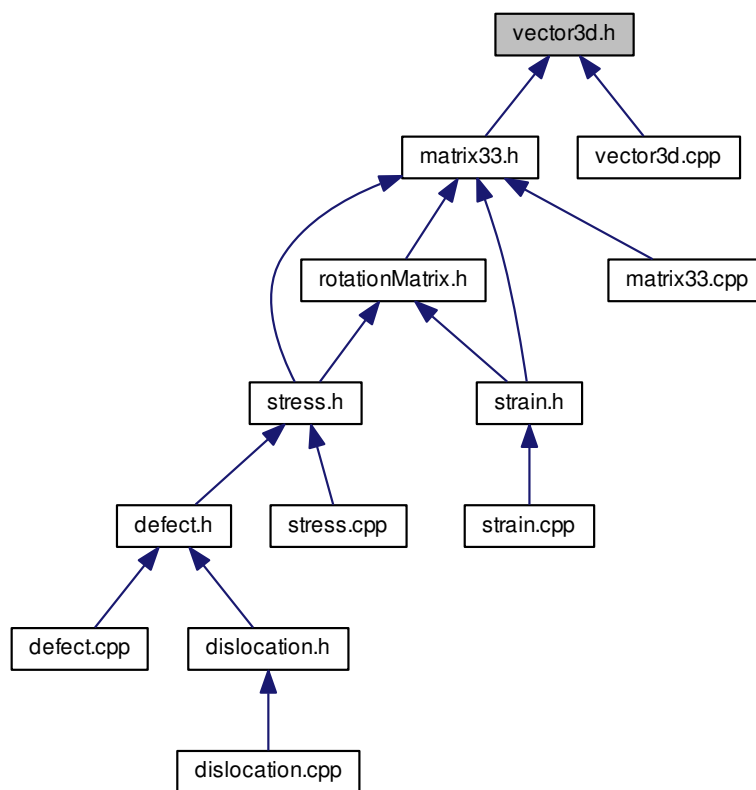 vector3d.h
matrix33.h
vector3d.cpp
rotationMatrix.h
matrix33.cpp
stress.h
strain.h
defect.h
stress.cpp
strain.cpp
defect.cpp
dislocation.h
dislocation.cpp